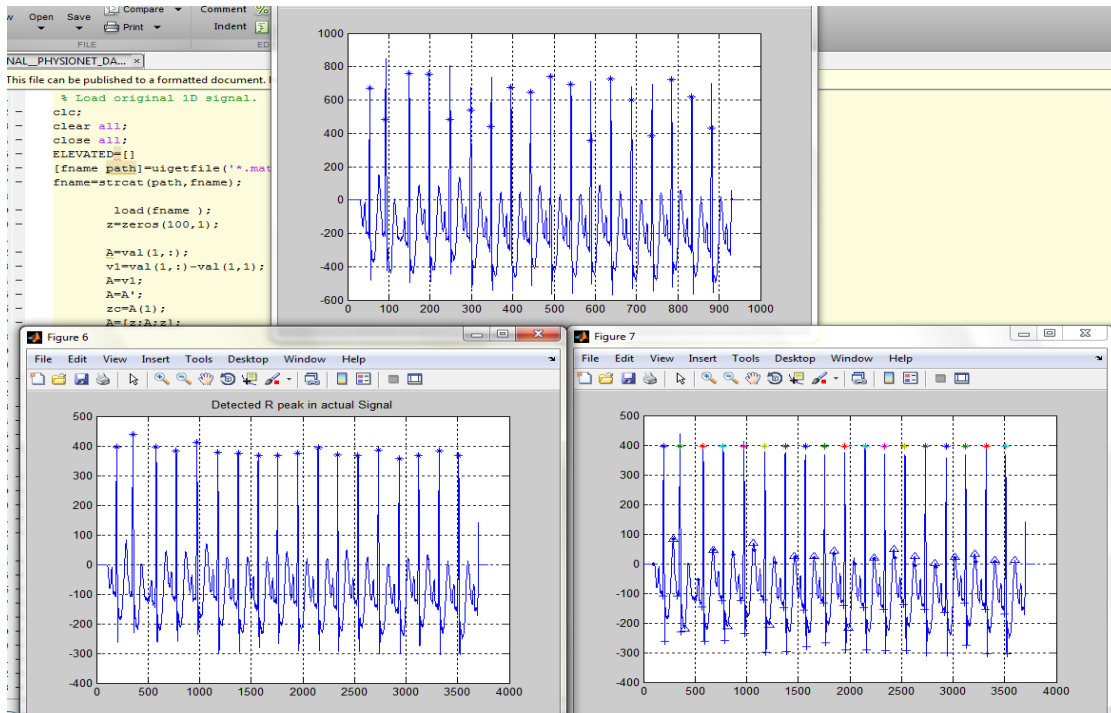 Open Save Compare Print Comment % Indent
FILE ED
NAL__PHYSIONET_DA... ×
This file can be published to a formatted document.
% Load original 1D signal.
clc;
clear all;
close all;
ELEVATED=[]
[fname path]=uigetfile('*.mat
fname=strcat(path,fname);
load(fname );
z=zeros(100,1);
A=val(1,:);
v1=val(1,:)-val(1,1);
A=v1;
A=A';
zc=A(1);
A=[z;A;z];
1000
800
600
400
200
0
-200
-400
-600
0 100 200 300 400 500 600 700 800 900 1000
Figure 6
File Edit View Insert Tools Desktop Window Help
Detected R peak in actual Signal
500
400
300
200
100
0
-100
-200
-300
-400
0 500 1000 1500 2000 2500 3000 3500 4000
Figure 7
File Edit View Insert Tools Desktop Window Help
500
400
300
200
100
0
-100
-200
-300
-400
0 500 1000 1500 2000 2500 3000 3500 4000